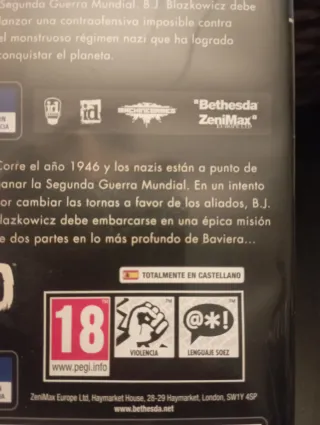 Segunda Guerra Mundial. B.J. Blazkowicz debe
lanzar una contraofensiva imposible contra
el monstruoso régimen nazi que ha logrado
conquistar el planeta.
id
MACHINEGAMES
Bethesda
ZeniMax
EUROPE LTD
Corre el año 1946 y los nazis están a punto de
ganar la Segunda Guerra Mundial. En un intento
por cambiar las tornas a favor de los aliados, B.J.
Blazkowicz debe embarcarse en una épica misión
de dos partes en lo más profundo de Baviera...
TOTALMENTE EN CASTELLANO
18
www.pegi.info
VIOLENCIA
@*!
LENGUAJE SOEZ
ZeniMax Europe Ltd, Haymarket House, 28-29 Haymarket, London, SW1Y 4SP
www.bethesda.net